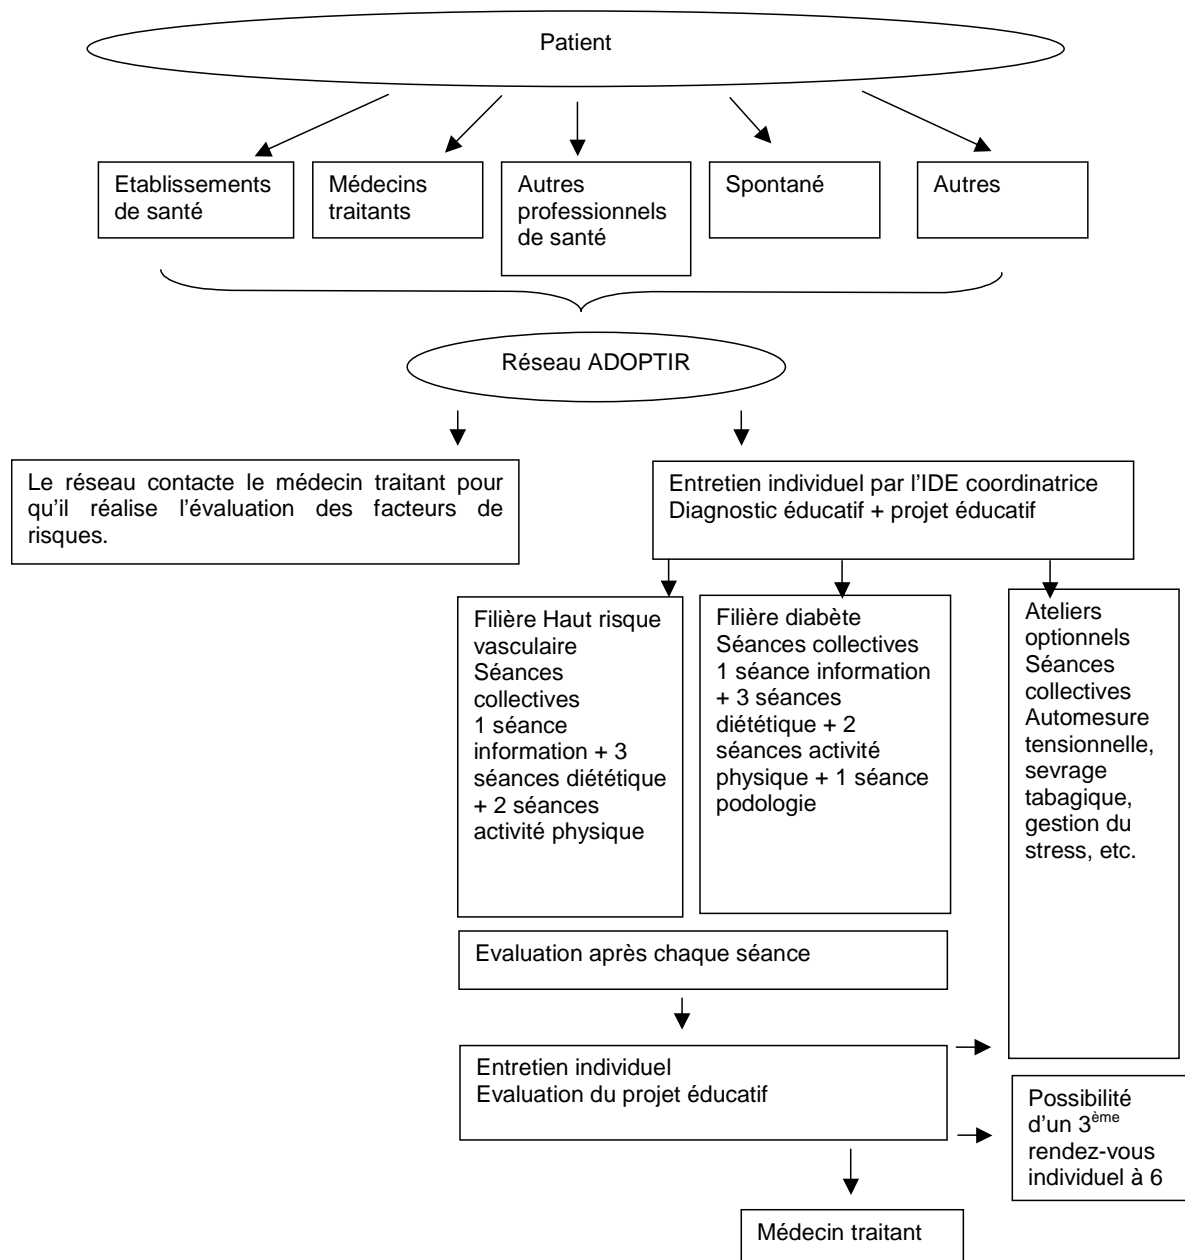 Patient
Etablissements
de santé
Médecins
traitants
Autres
professionnels
de santé
Spontané
Autres
Réseau ADOPTIR
Le réseau contacte le médecin traitant pour
qu'il réalise l'évaluation des facteurs de
risques.
Entretien individuel par l'IDE coordinatrice
Diagnostic éducatif + projet éducatif
Filière Haut risque
vasculaire
Séances
collectives
1 séance
information + 3
séances diététique
+ 2 séances
activité physique
Filière diabète
Séances collectives
1 séance information
+ 3 séances
diététique + 2
séances activité
physique + 1 séance
podologie
Ateliers
optionnels
Séances
collectives
Automesure
tensionnelle,
sevrage
tabagique,
gestion du
stress, etc.
Evaluation après chaque séance
Entretien individuel
Evaluation du projet éducatif
Possibilité
d'un 3ème
rendez-vous
individuel à 6
Médecin traitant